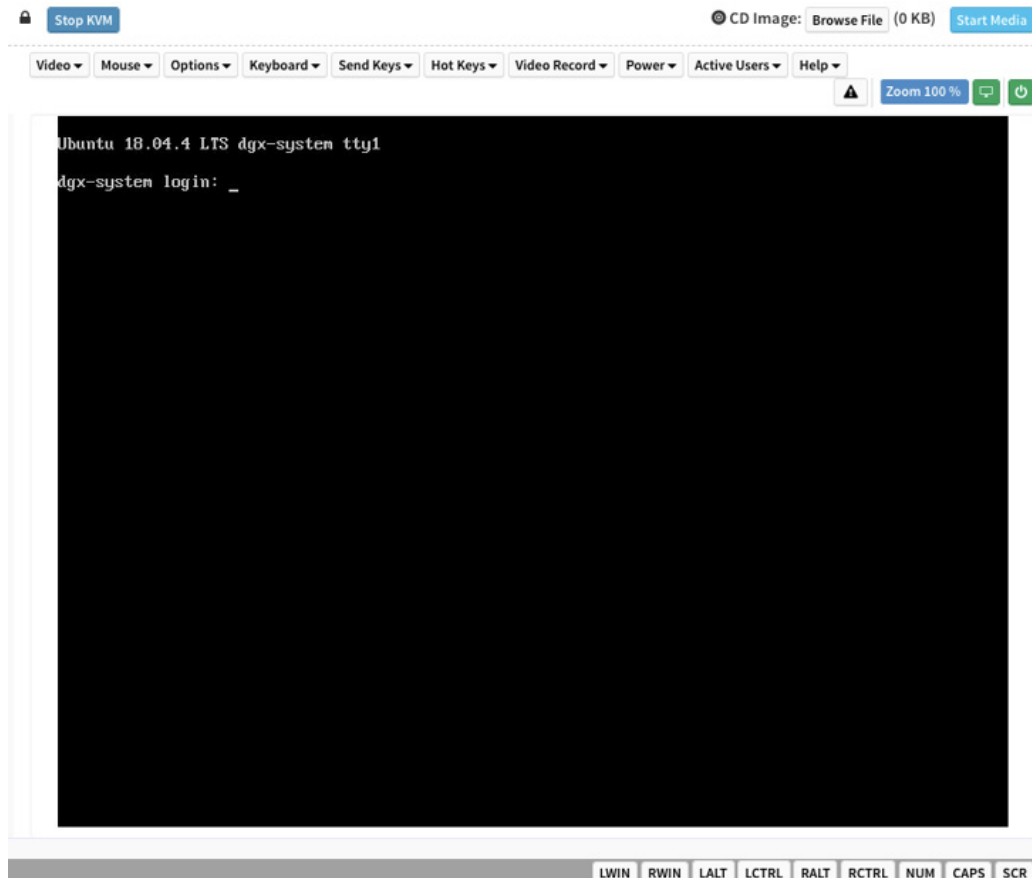 Stop KVM CD Image: Browse File (0 KB) Start Media
Video Mouse Options Keyboard Send Keys Hot Keys Video Record Power Active Users Help
Zoom 100 %
Ubuntu 18.04.4 LTS dgx-system tty1
dgx-system login: _
LWIN RWIN LALT LCTRL RALT RCTRL NUM CAPS SCR